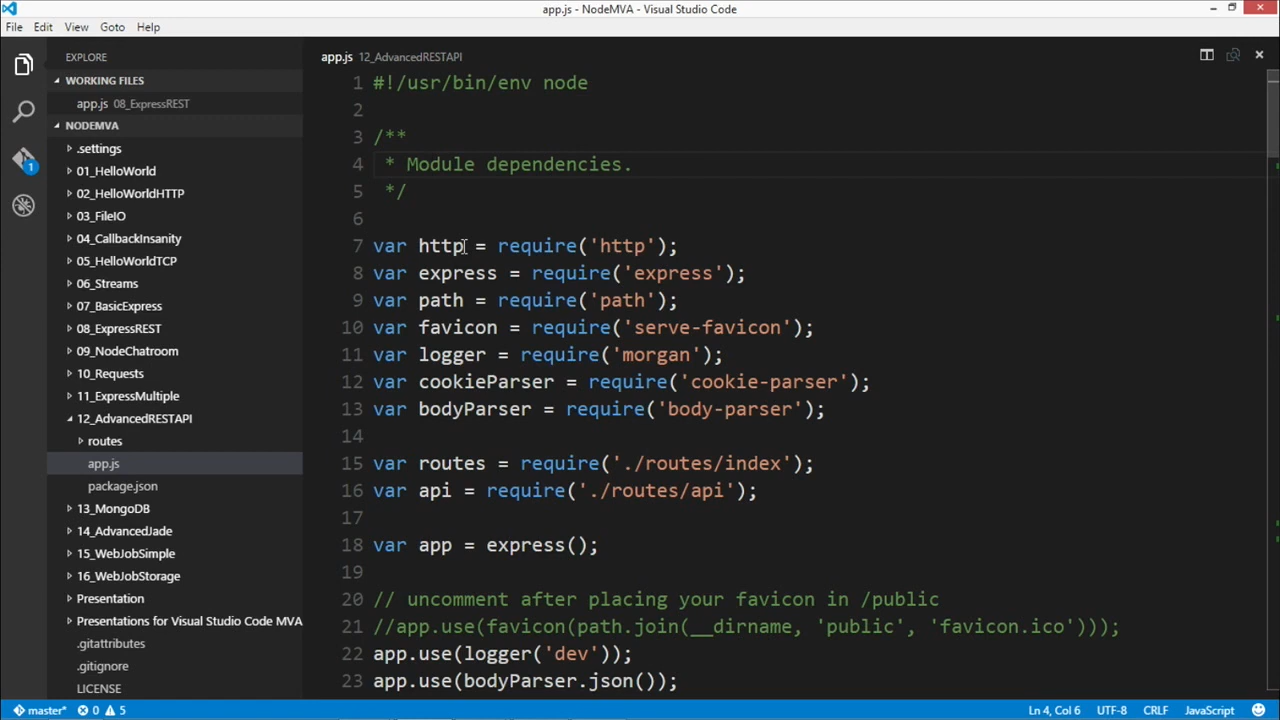 app.js - NodeMVA - Visual Studio Code
File Edit View Goto Help
EXPLORE
WORKING FILES
app.js 08_ExpressREST
NODEMVA
.settings
01_HelloWorld
02_HelloWorldHTTP
03_FileIO
04_CallbackInsanity
05_HelloWorldTCP
06_Streams
07_BasicExpress
08_ExpressREST
09_NodeChatroom
10_Requests
11_ExpressMultiple
12_AdvancedRESTAPI
routes
app.js
package.json
13_MongoDB
14_AdvancedJade
15_WebJobSimple
16_WebJobStorage
Presentation
Presentations for Visual Studio Code MVA
.gitattributes
.gitignore
LICENSE
app.js 12_AdvancedRESTAPI
1 #!/usr/bin/env node
2
3 /**
4  * Module dependencies.
5  */
6
7 var http = require('http');
8 var express = require('express');
9 var path = require('path');
10 var favicon = require('serve-favicon');
11 var logger = require('morgan');
12 var cookieParser = require('cookie-parser');
13 var bodyParser = require('body-parser');
14
15 var routes = require('./routes/index');
16 var api = require('./routes/api');
17
18 var app = express();
19
20 // uncomment after placing your favicon in /public
21 //app.use(favicon(path.join(__dirname, 'public', 'favicon.ico')));
22 app.use(logger('dev'));
23 app.use(bodyParser.json());
1
master* 0 5 Ln 4, Col 6 UTF-8 CRLF JavaScript